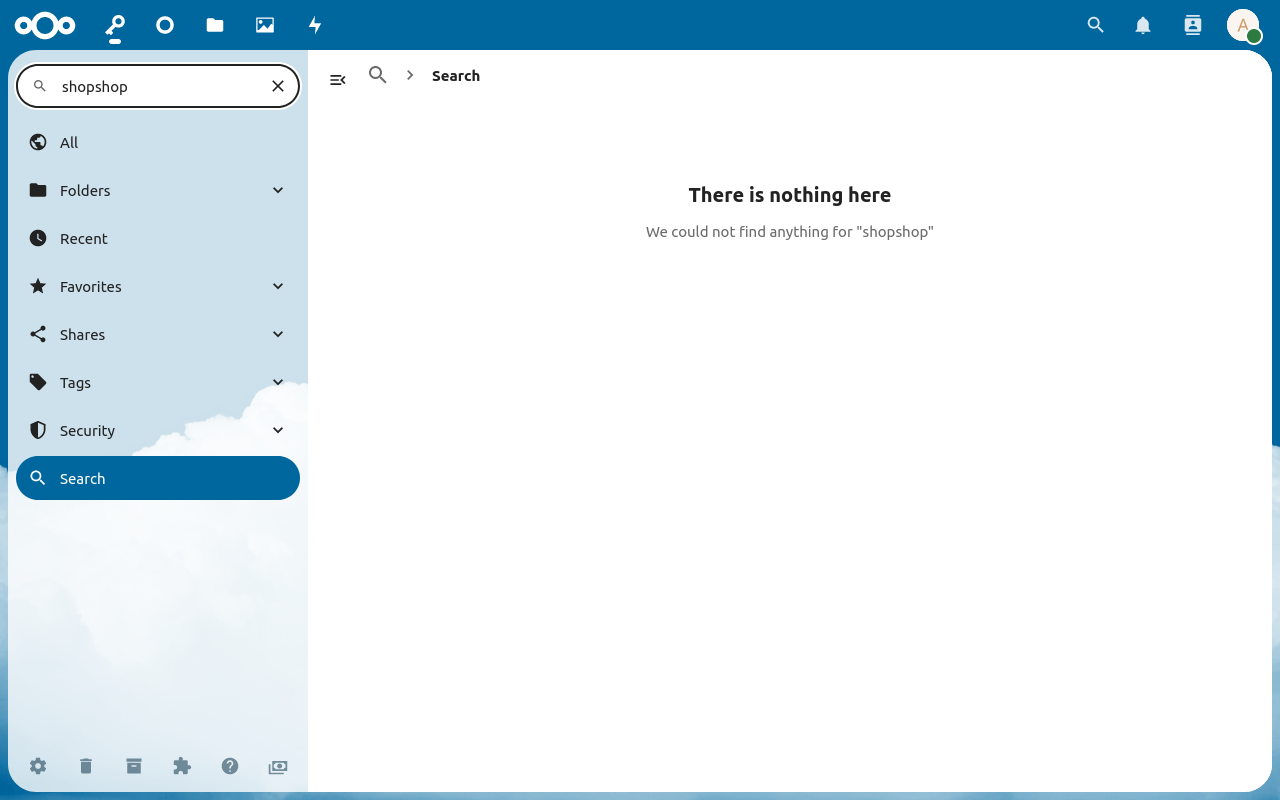 A
shopshop
All
Folders
Recent
Favorites
Shares
Tags
Security
Search
Search
There is nothing here
We could not find anything for "shopshop"